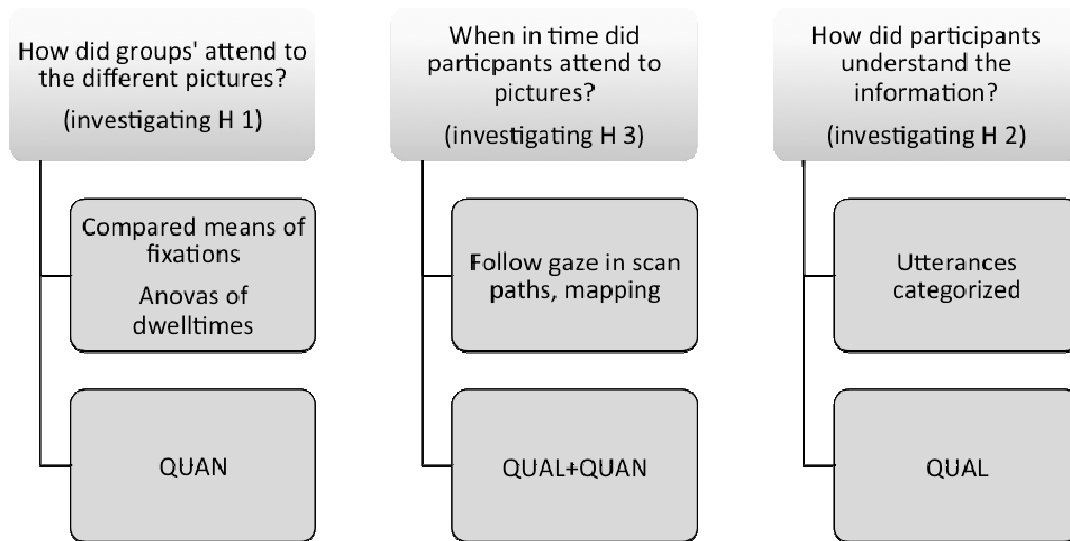 How did groups' attend to
the different pictures?
(investigating H 1)
Compared means of
fixations
Anovas of
dwelltimes
QUAN
When in time did
particpants attend to
pictures?
(investigating H 3)
Follow gaze in scan
paths, mapping
QUAL+QUAN
How did participants
understand the
information?
(investigating H 2)
Utterances
categorized
QUAL